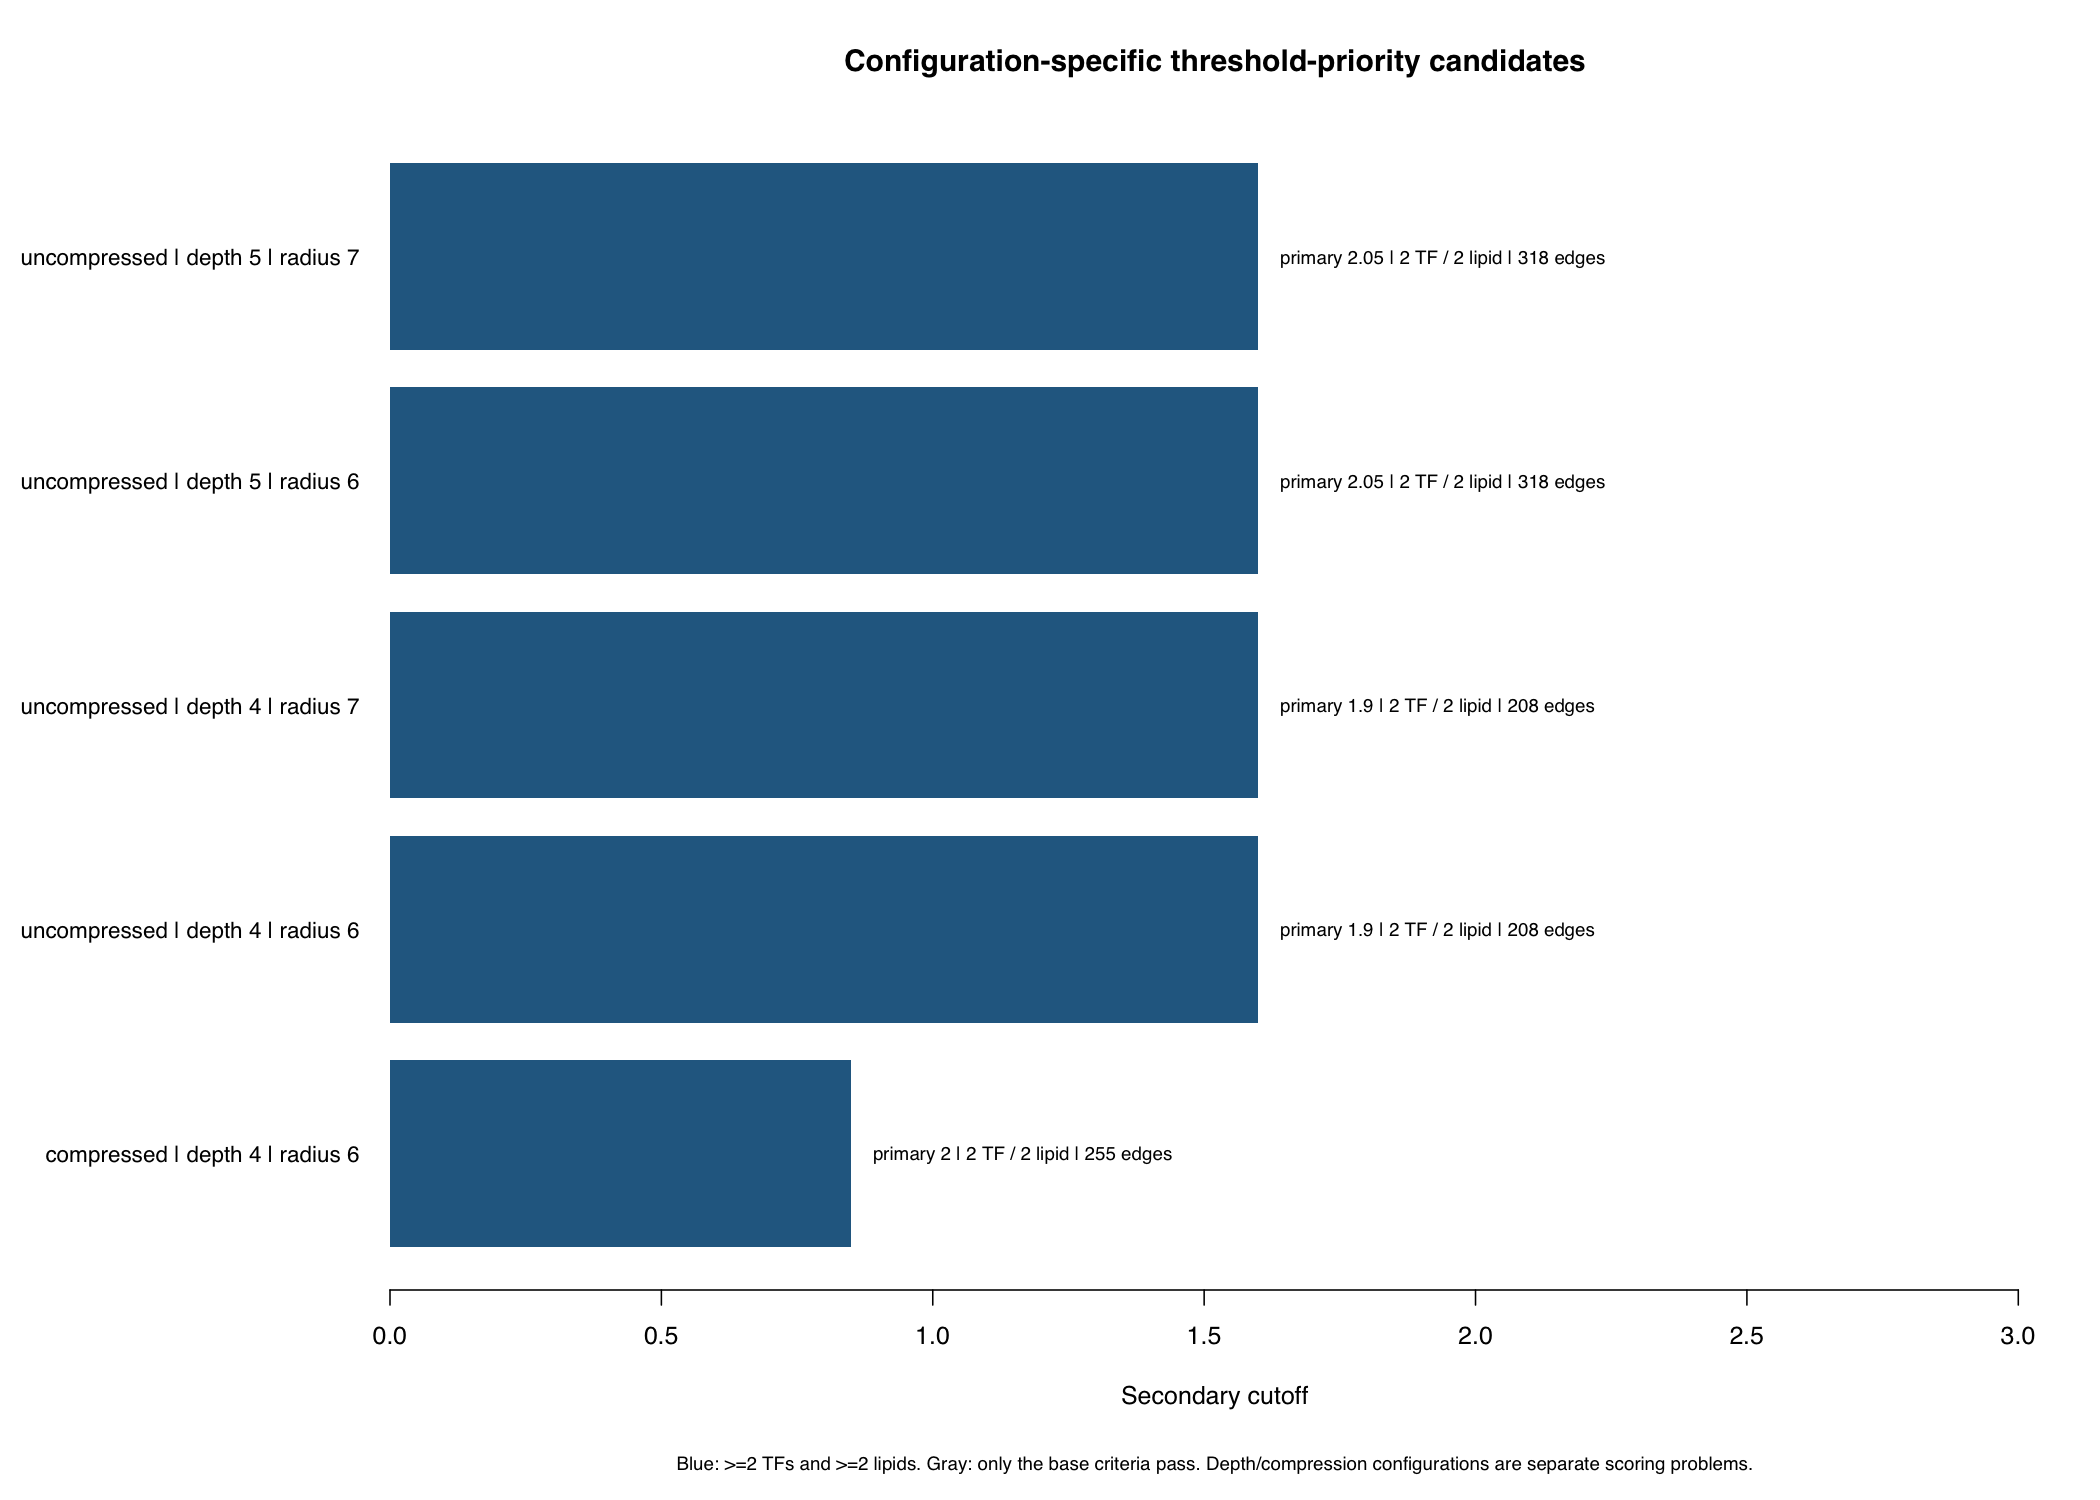 Configuration-specific threshold-priority candidates
uncompressed | depth 5 | radius 7
primary 2.05 | 2 TF / 2 lipid | 318 edges
uncompressed | depth 5 | radius 6
primary 2.05 | 2 TF / 2 lipid | 318 edges
uncompressed | depth 4 | radius 7
primary 1.9 | 2 TF / 2 lipid | 208 edges
uncompressed | depth 4 | radius 6
primary 1.9 | 2 TF / 2 lipid | 208 edges
compressed | depth 4 | radius 6
primary 2 | 2 TF / 2 lipid | 255 edges
0.0 0.5 1.0 1.5 2.0 2.5 3.0
Secondary cutoff
Blue: >=2 TFs and >=2 lipids. Gray: only the base criteria pass. Depth/compression configurations are separate scoring problems.